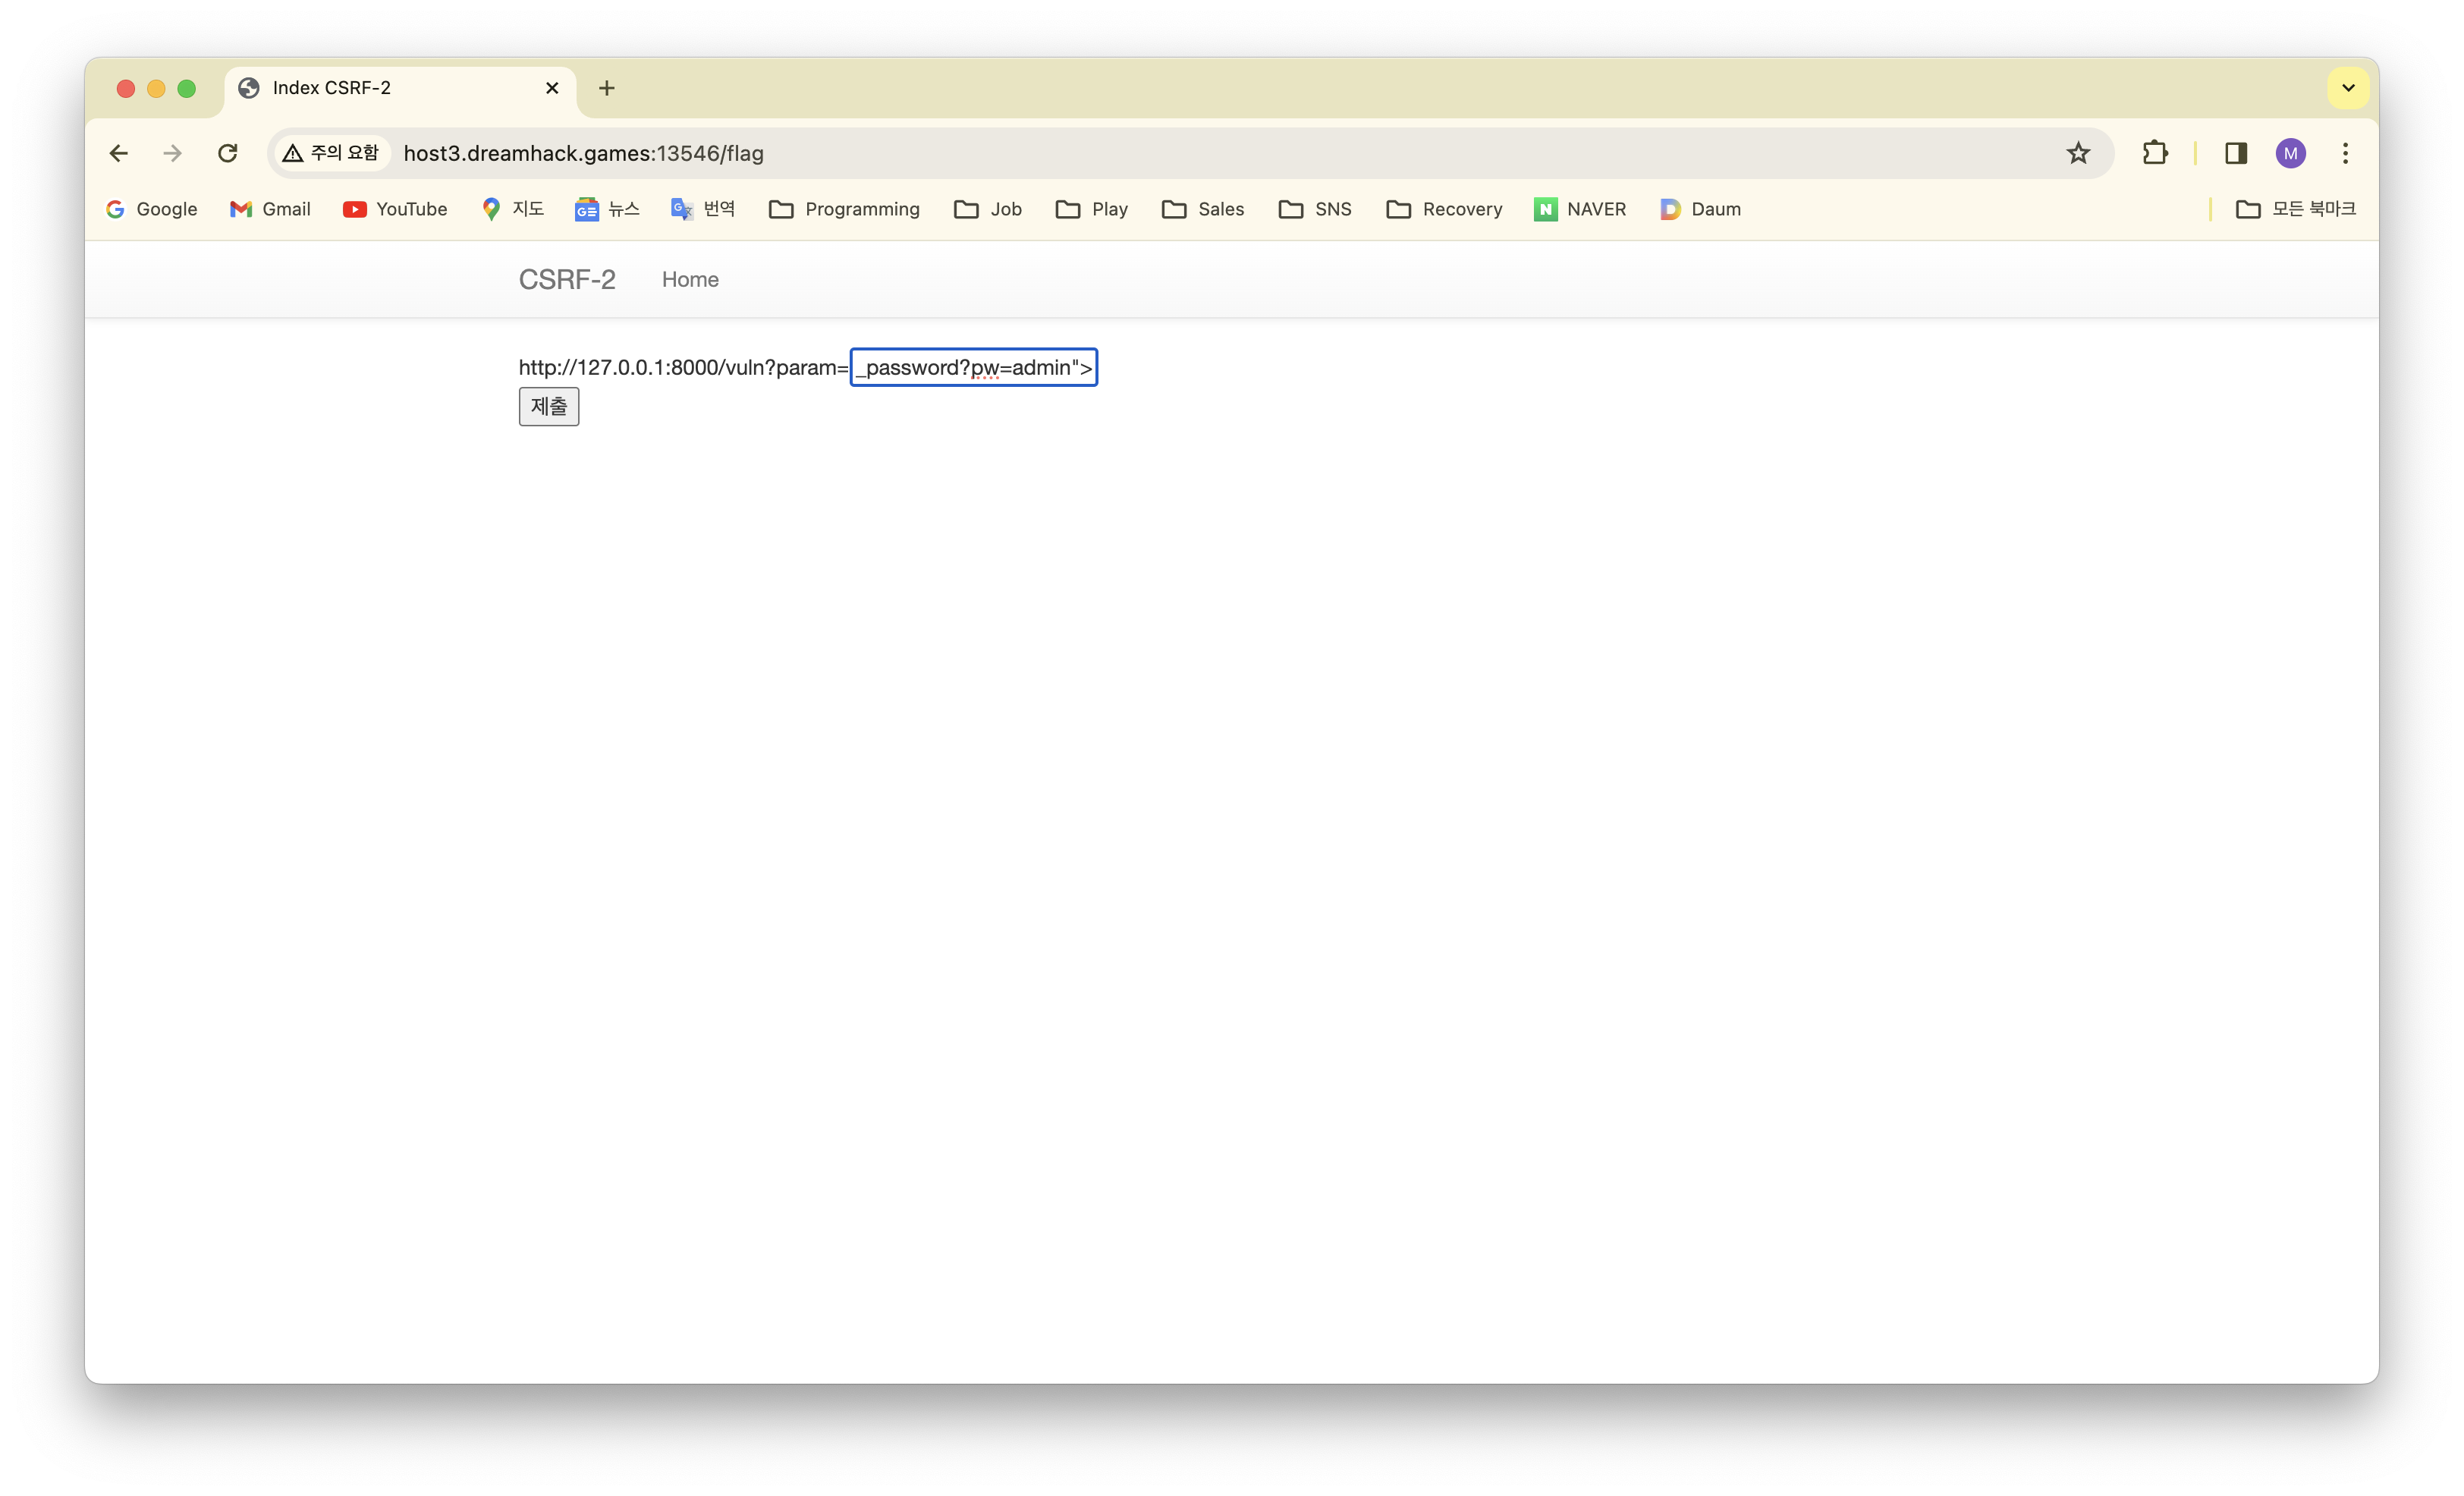 Index CSRF-2
주의 요함 host3.dreamhack.games:13546/flag M
Google Gmail YouTube 지도 뉴스 번역 Programming Job Play Sales SNS Recovery NAVER Daum 모든 북마크
CSRF-2 Home
http://127.0.0.1:8000/vuln?param= _password?pw=admin">
제출